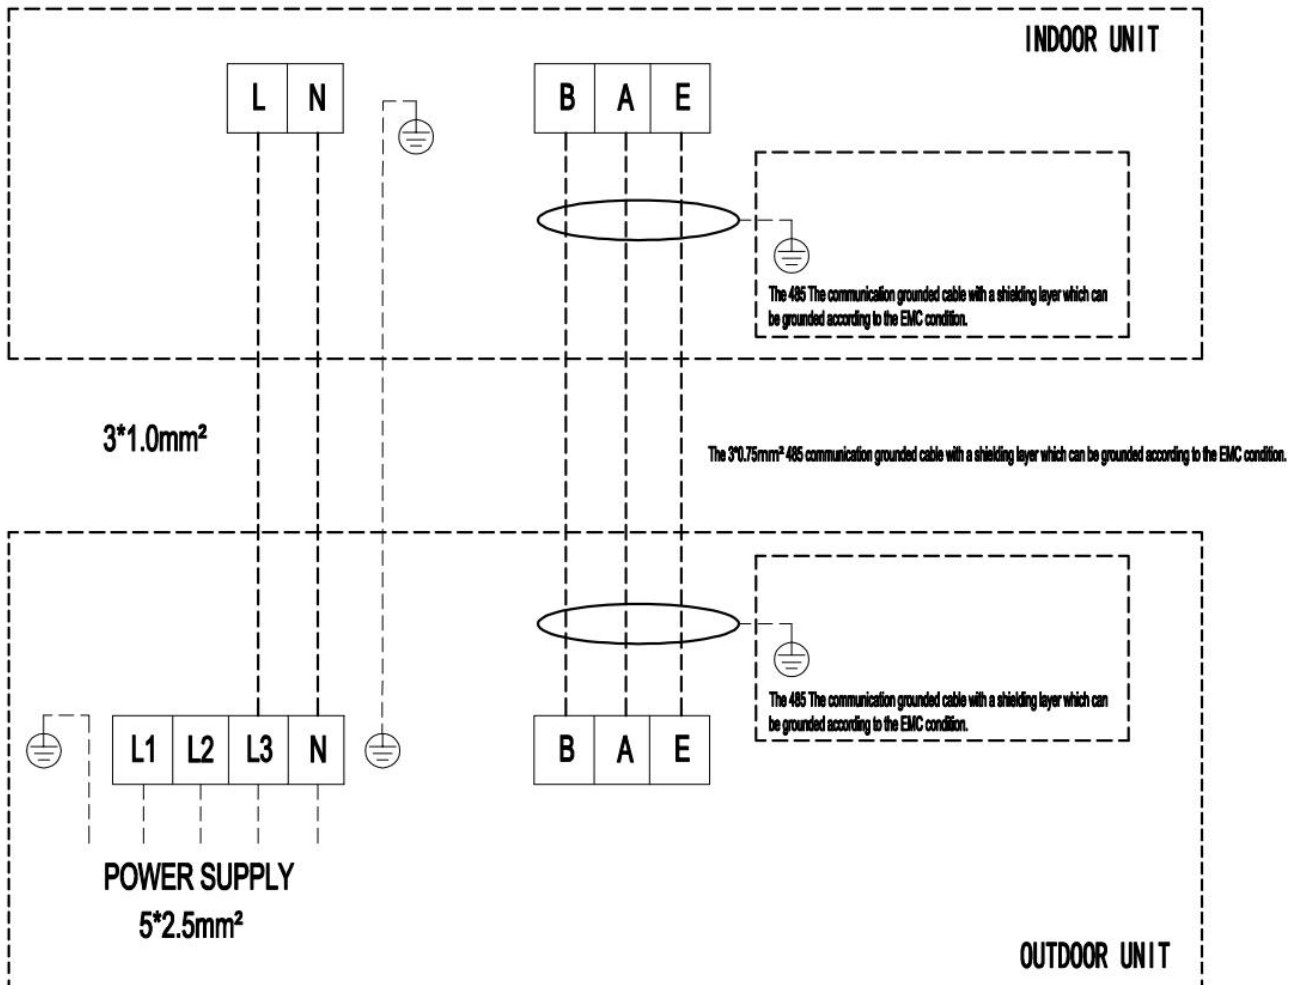 INDOOR UNIT
L N
B A E
The 485 The communication grounded cable with a shielding layer which can
be grounded according to the EMC condition.
3*1.0mm²
The 3*0.75mm² 485 communication grounded cable with a shielding layer which can be grounded according to the EMC condition.
The 485 The communication grounded cable with a shielding layer which can
be grounded according to the EMC condition.
L1 L2 L3 N
B A E
POWER SUPPLY
5*2.5mm²
OUTDOOR UNIT